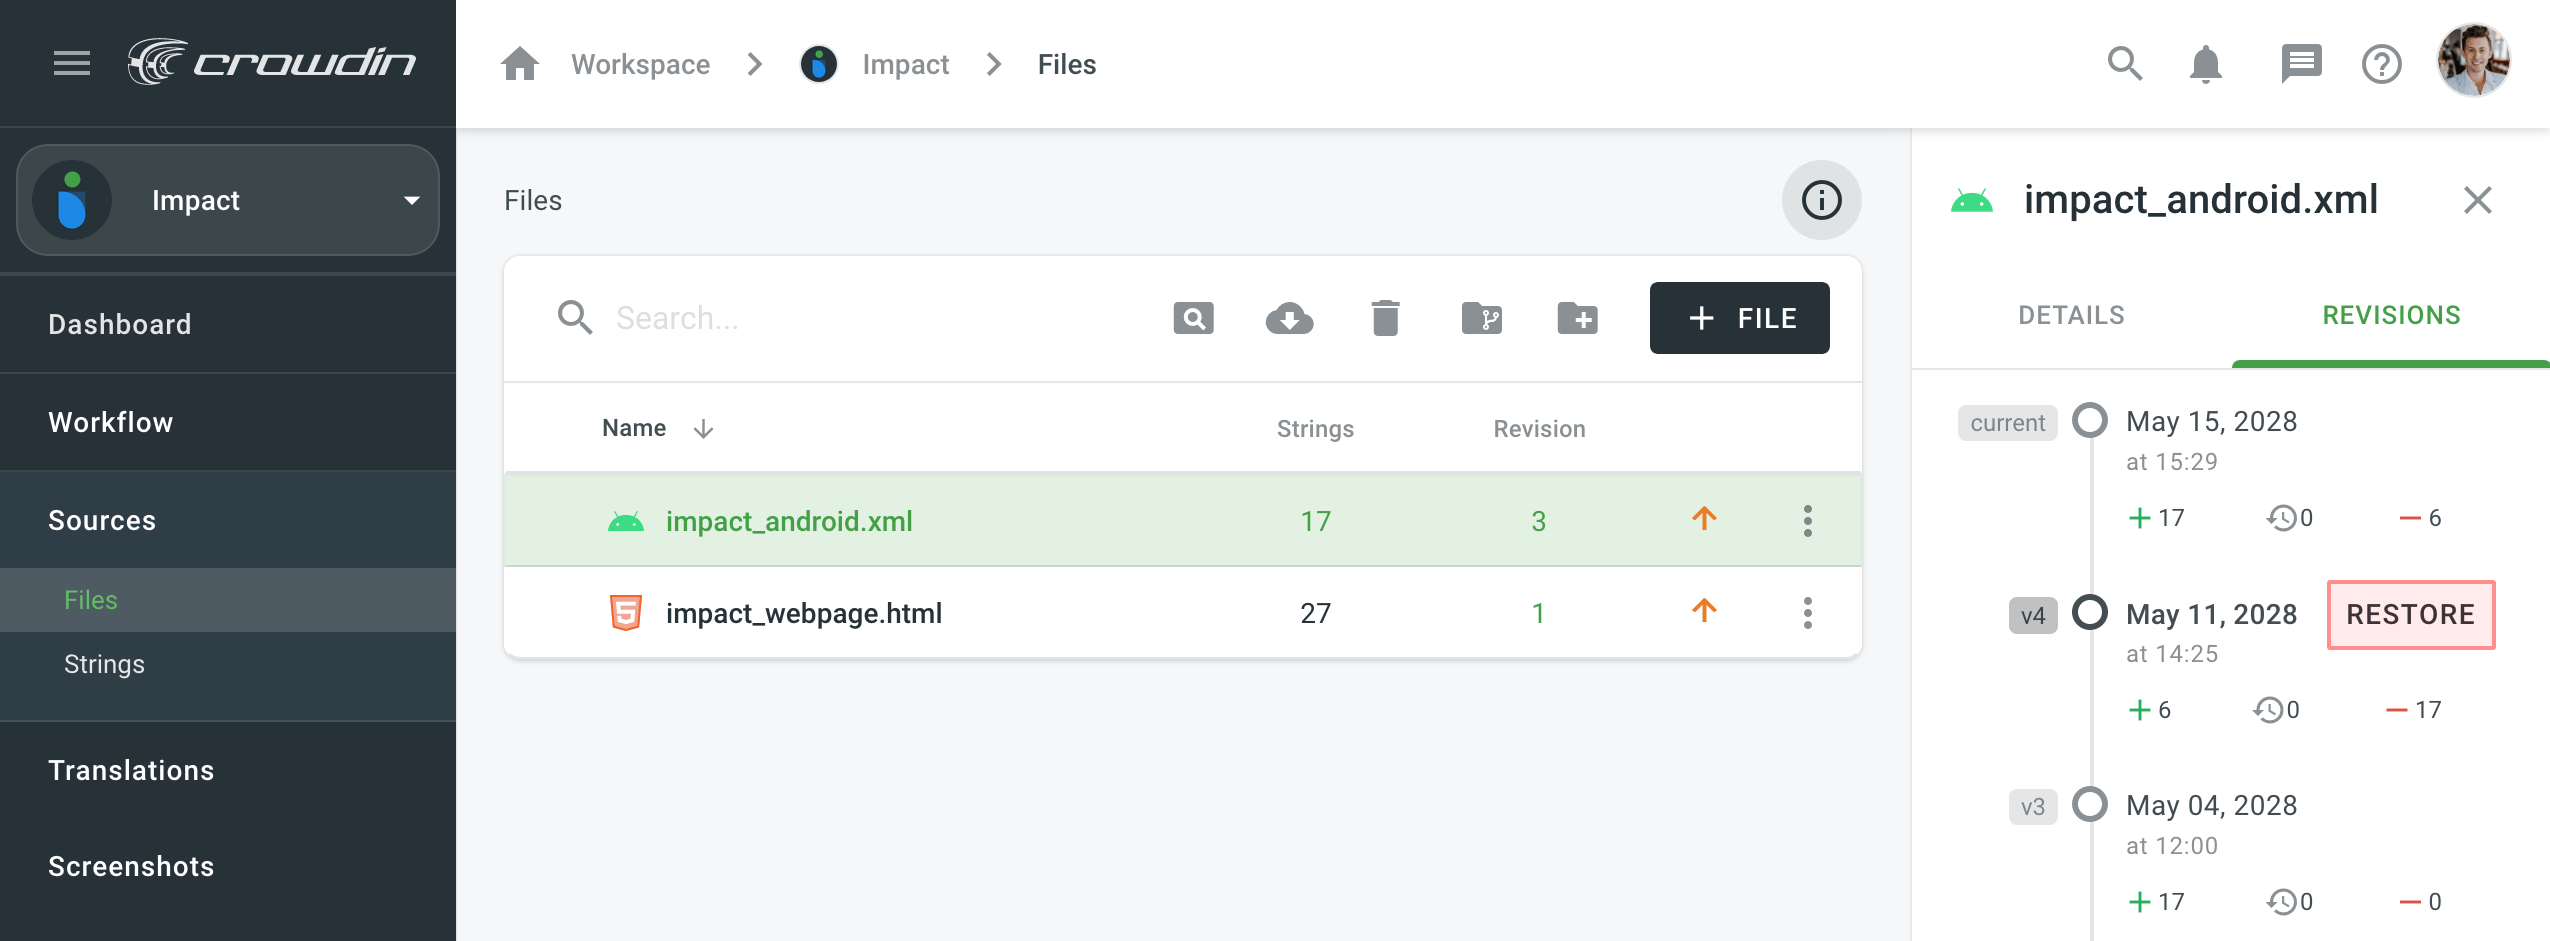 crowdin
Workspace
Impact
Files
Impact
Dashboard
Workflow
Sources
Files
Strings
Translations
Screenshots
Files
Search...
FILE
Name
Strings
Revision
impact_android.xml
17
3
impact_webpage.html
27
1
impact_android.xml
DETAILS
REVISIONS
current
May 15, 2028
at 15:29
+ 17
0
– 6
v4
May 11, 2028
RESTORE
at 14:25
+ 6
0
– 17
v3
May 04, 2028
at 12:00
+ 17
0
– 0